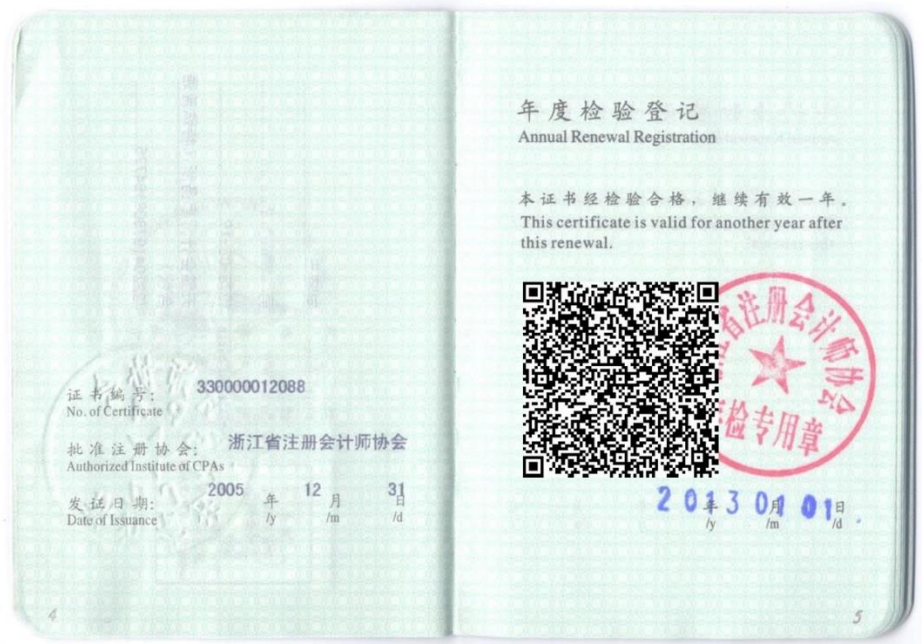 证书编号: 330000012088
No. of Certificate
批准注册协会: 浙江省注册会计师协会
Authorized Institute of CPAs
发证日期: 2005 年 12 月 31 日
Date of Issuance /y /m /d
4
年度检验登记
Annual Renewal Registration
本证书经检验合格，继续有效一年。
This certificate is valid for another year after
this renewal.
省注册会计师协会
检专用章
2013 年 01 月 01 日
/y /m /d
5